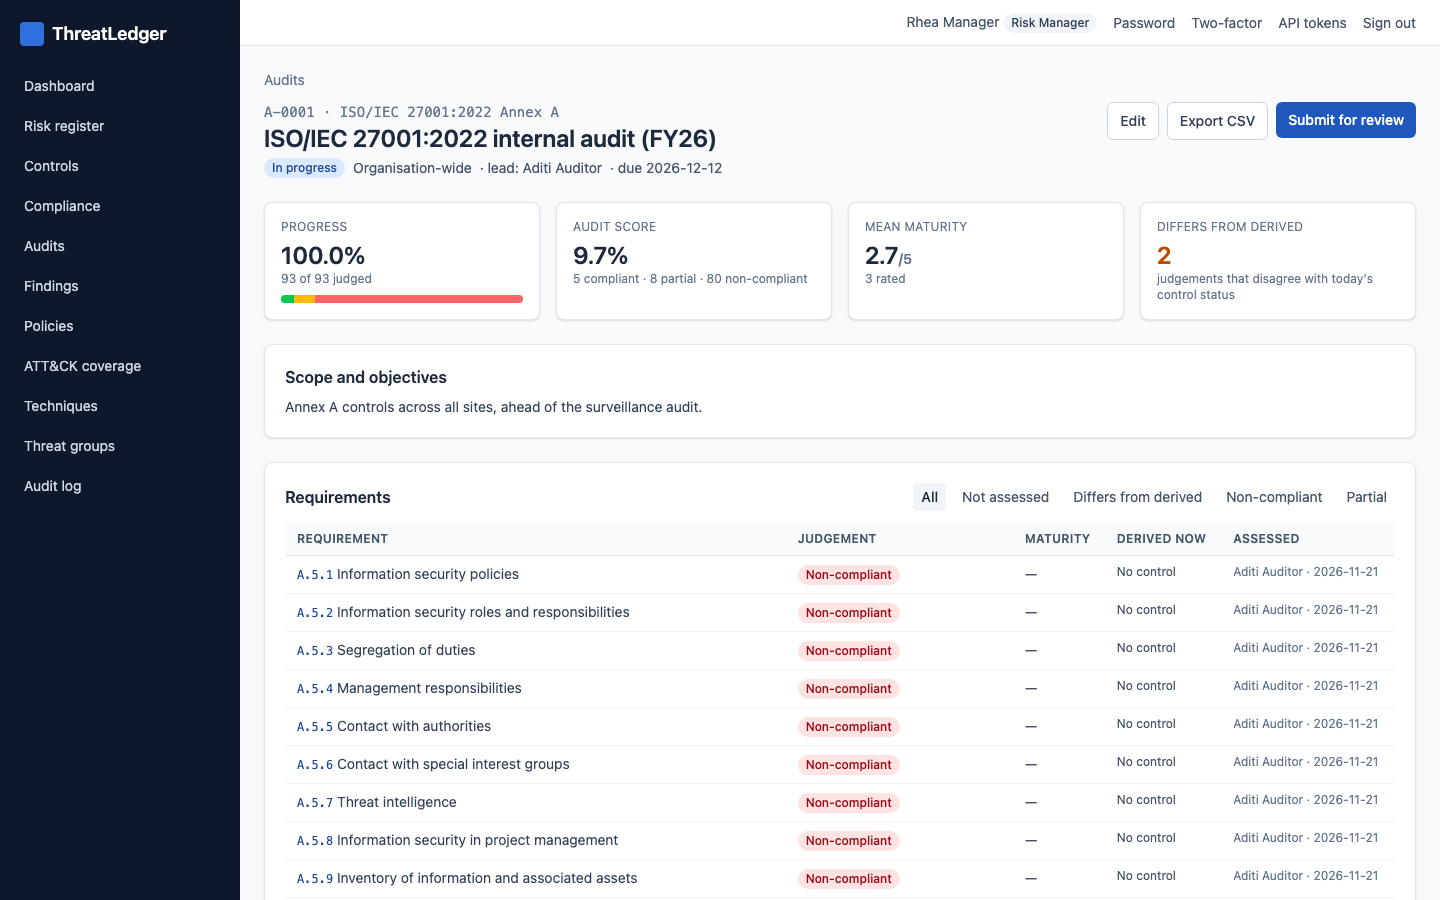 ThreatLedger
Dashboard
Risk register
Controls
Compliance
Audits
Findings
Policies
ATT&CK coverage
Techniques
Threat groups
Audit log
Rhea Manager Risk Manager Password Two-factor API tokens Sign out
Audits
A-0001 · ISO/IEC 27001:2022 Annex A
ISO/IEC 27001:2022 internal audit (FY26)
In progress Organisation-wide · lead: Aditi Auditor · due 2026-12-12
Edit Export CSV Submit for review
PROGRESS
100.0%
93 of 93 judged
AUDIT SCORE
9.7%
5 compliant · 8 partial · 80 non-compliant
MEAN MATURITY
2.7/5
3 rated
DIFFERS FROM DERIVED
2
judgements that disagree with today's
control status
Scope and objectives
Annex A controls across all sites, ahead of the surveillance audit.
Requirements All Not assessed Differs from derived Non-compliant Partial
REQUIREMENT JUDGEMENT MATURITY DERIVED NOW ASSESSED
A.5.1 Information security policies Non-compliant — No control Aditi Auditor · 2026-11-21
A.5.2 Information security roles and responsibilities Non-compliant — No control Aditi Auditor · 2026-11-21
A.5.3 Segregation of duties Non-compliant — No control Aditi Auditor · 2026-11-21
A.5.4 Management responsibilities Non-compliant — No control Aditi Auditor · 2026-11-21
A.5.5 Contact with authorities Non-compliant — No control Aditi Auditor · 2026-11-21
A.5.6 Contact with special interest groups Non-compliant — No control Aditi Auditor · 2026-11-21
A.5.7 Threat intelligence Non-compliant — No control Aditi Auditor · 2026-11-21
A.5.8 Information security in project management Non-compliant — No control Aditi Auditor · 2026-11-21
A.5.9 Inventory of information and associated assets Non-compliant — No control Aditi Auditor · 2026-11-21